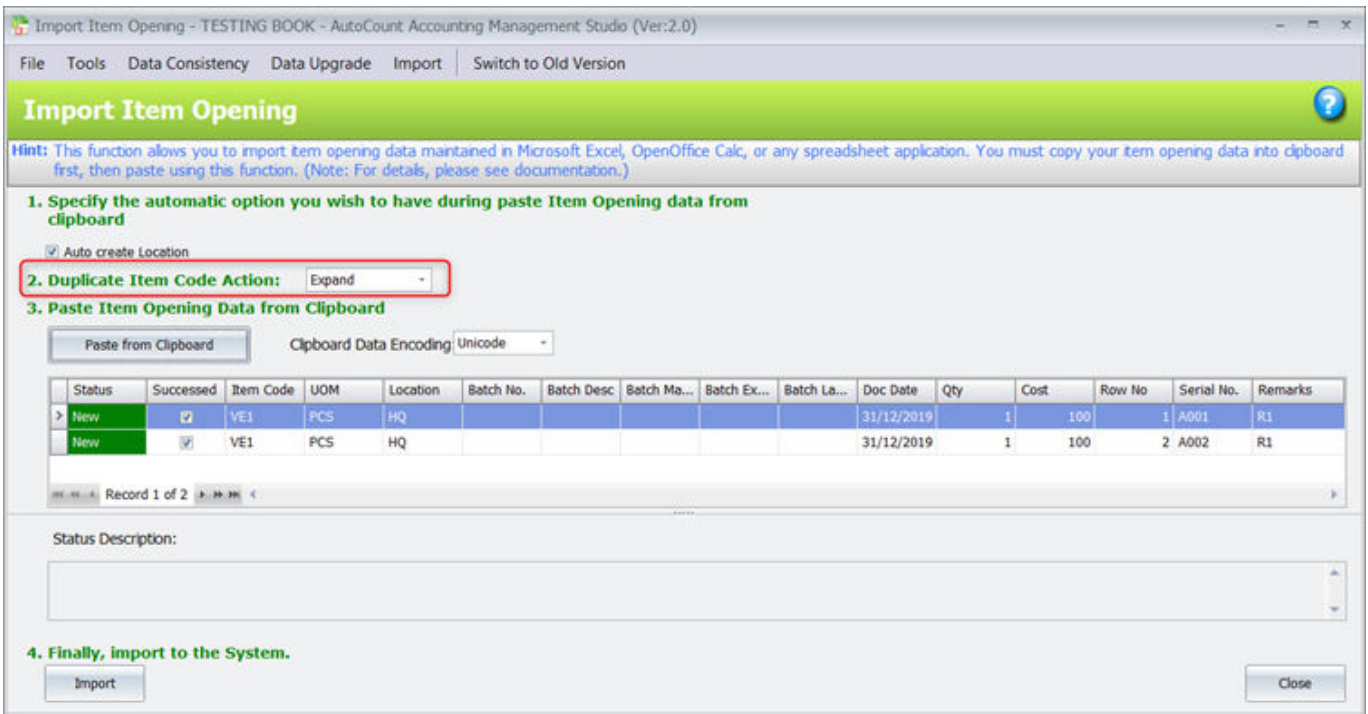 Import Item Opening - TESTING BOOK - AutoCount Accounting Management Studio (Ver:2.0)
File Tools Data Consistency Data Upgrade Import Switch to Old Version
Import Item Opening
Hint: This function allows you to import item opening data maintained in Microsoft Excel, OpenOffice Calc, or any spreadsheet application. You must copy your item opening data into clipboard
first, then paste using this function. (Note: For details, please see documentation.)
1. Specify the automatic option you wish to have during paste Item Opening data from
clipboard
Auto create Location
2. Duplicate Item Code Action: Expand
3. Paste Item Opening Data from Clipboard
Paste from Clipboard Clipboard Data Encoding Unicode
Status Successed Item Code UOM Location Batch No. Batch Desc Batch Ma... Batch Ex... Batch La... Doc Date Qty Cost Row No Serial No. Remarks
New VE1 PCS HQ 31/12/2019 1 100 1 A001 R1
New VE1 PCS HQ 31/12/2019 1 100 2 A002 R1
Record 1 of 2
Status Description:
4. Finally, import to the System.
Import Close